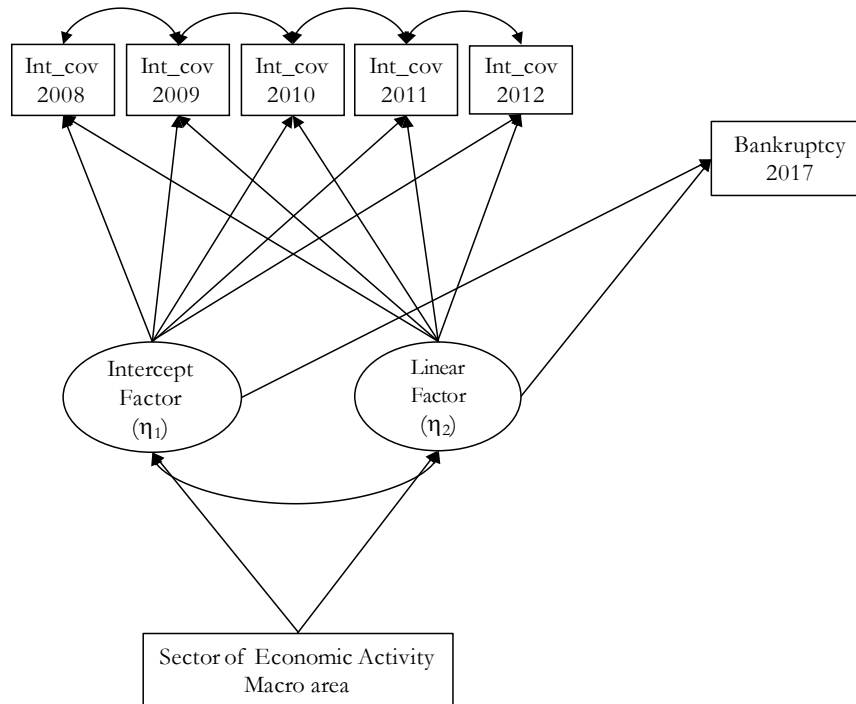 Int_cov
2008
Int_cov
2009
Int_cov
2010
Int_cov
2011
Int_cov
2012
Bankruptcy
2017
Intercept
Factor
(η₁)
Linear
Factor
(η₂)
Sector of Economic Activity
Macro area